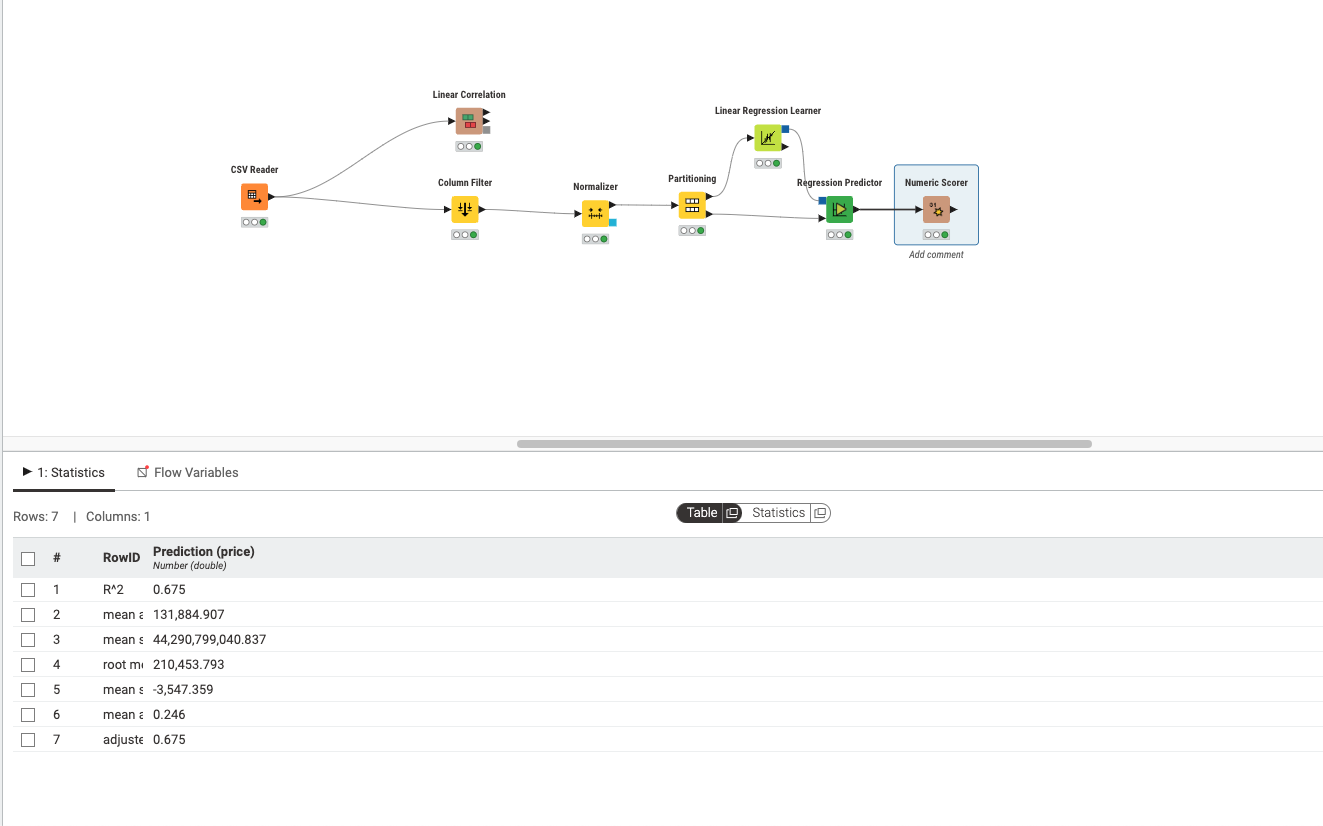 Linear Correlation
Linear Regression Learner
CSV Reader
Column Filter
Normalizer
Partitioning
Regression Predictor
Numeric Scorer
Add comment
1: Statistics
Flow Variables
Rows: 7 | Columns: 1
Table
Statistics
# RowID Prediction (price)
Number (double)
1 R^2 0.675
2 mean a 131,884.907
3 mean s 44,290,799,040.837
4 root me 210,453.793
5 mean s -3,547.359
6 mean a 0.246
7 adjuste 0.675